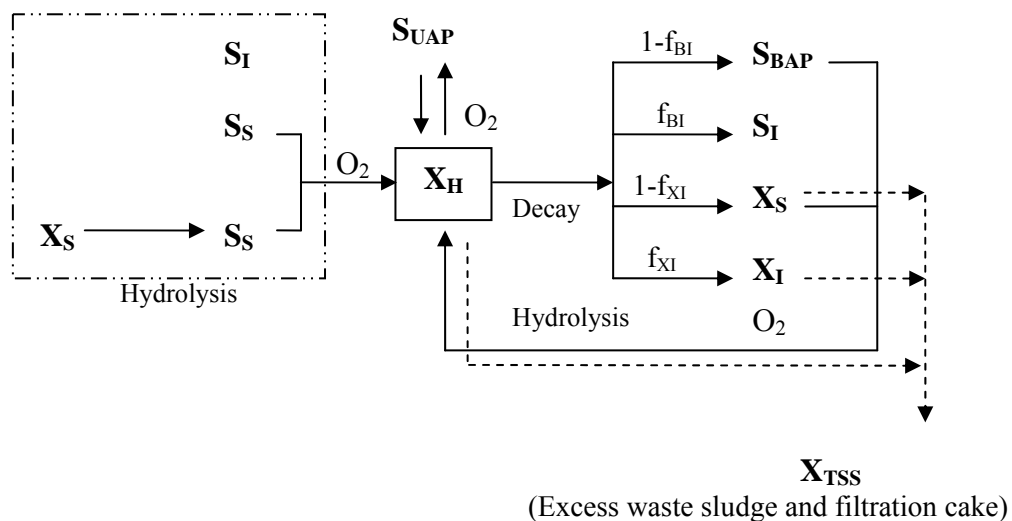 S_I
S_S
X_S
S_S
Hydrolysis
O_2
S_UAP
O_2
X_H
Decay
1-f_BI
S_BAP
f_BI
S_I
1-f_XI
X_S
f_XI
X_I
Hydrolysis
O_2
X_TSS
(Excess waste sludge and filtration cake)